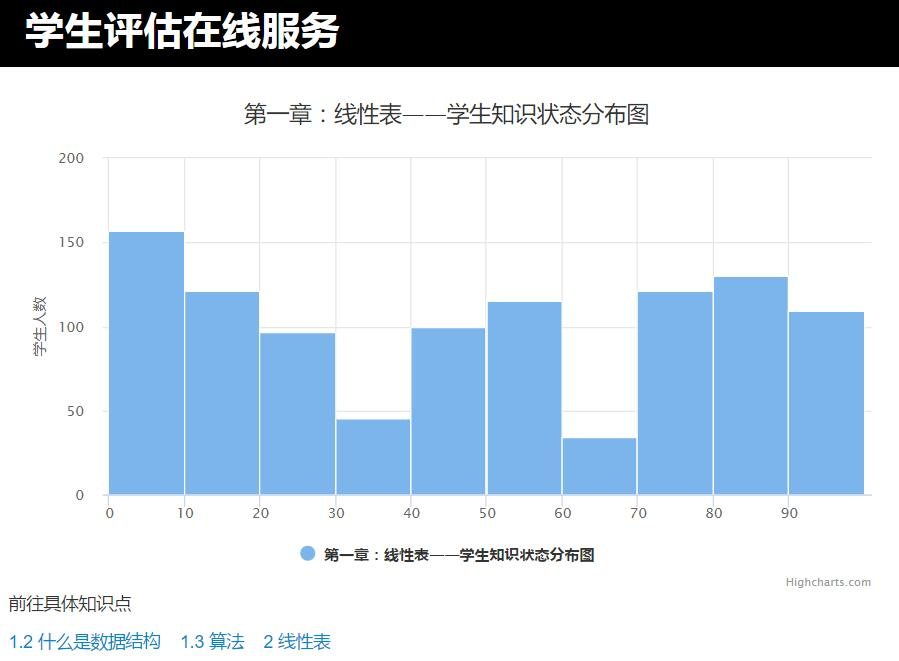 学生评估在线服务
第一章：线性表——学生知识状态分布图
200
150
100
50
0
学生人数
0 10 20 30 40 50 60 70 80 90
第一章：线性表——学生知识状态分布图
Highcharts.com
前往具体知识点
1.2 什么是数据结构 1.3 算法 2 线性表